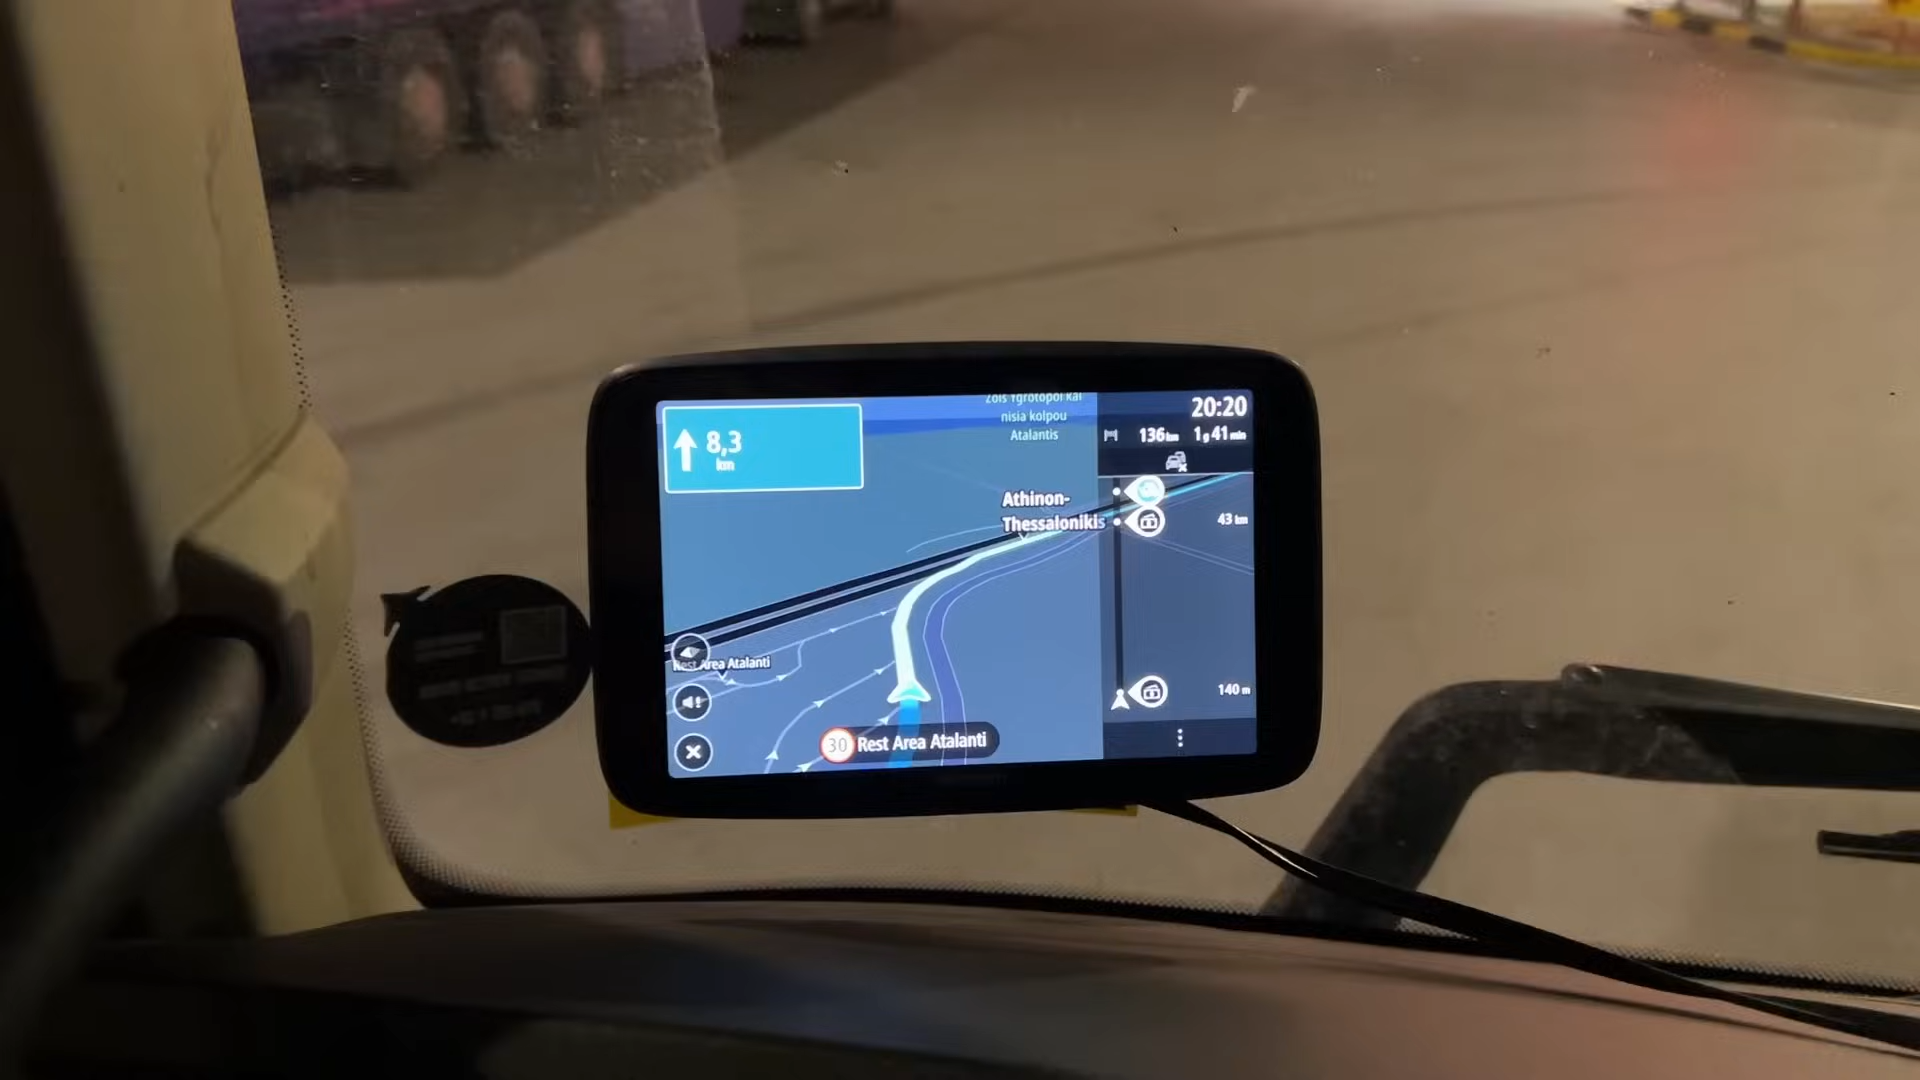 8,3
km
Zois Ygrotopoi kai
nisia kolpou
Atalantis
20:20
136 km 1 g 41 min
Athinon-
Thessalonikis
43 km
Rest Area Atalanti
140 m
30 Rest Area Atalanti